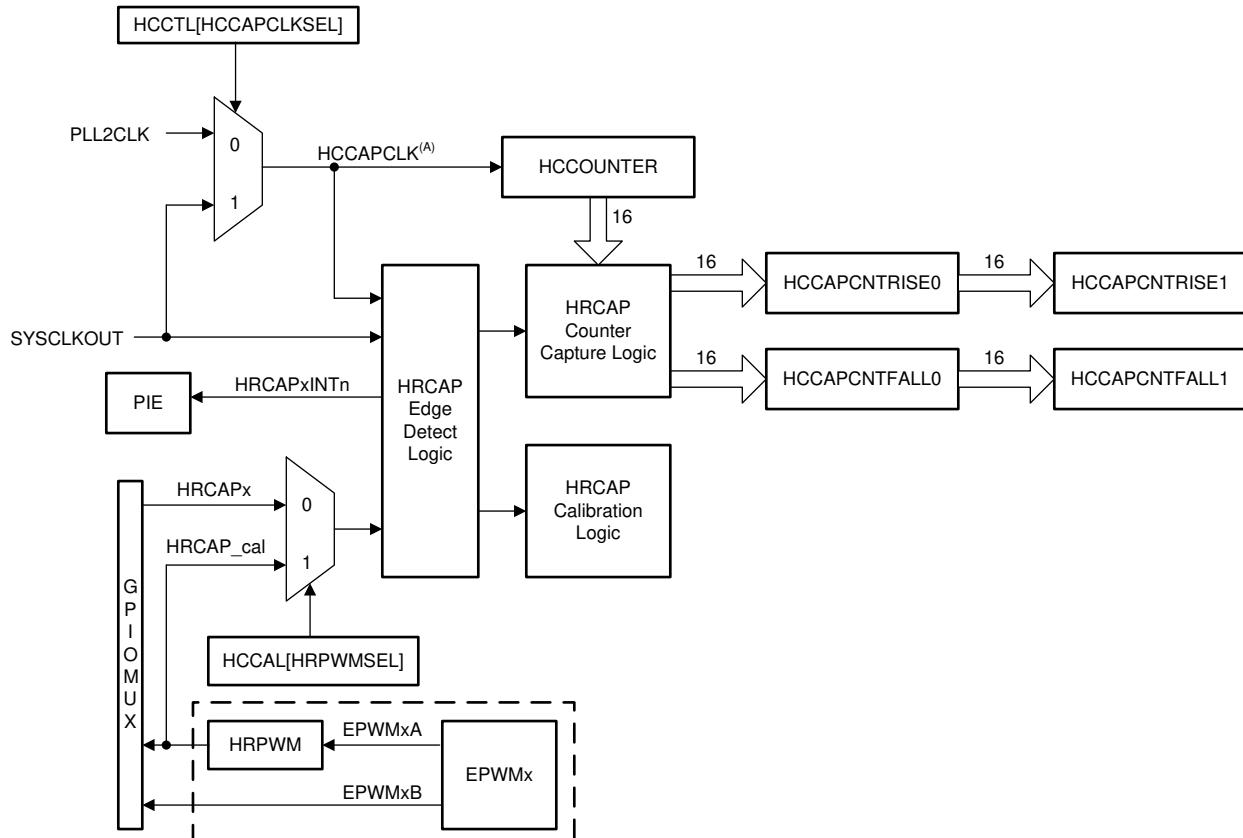 HCCTL[HCCAPCLKSEL]
PLL2CLK
0
1
HCCAPCLK(A)
HCCOUNTER
16
SYSCLKOUT
HRCAPxINTn
PIE
HRCAP
Edge
Detect
Logic
HRCAP
Counter
Capture Logic
16
HCCAPCNTRISE0
16
HCCAPCNTRISE1
16
HCCAPCNTFALL0
16
HCCAPCNTFALL1
HRCAP
Calibration
Logic
HRCAPx
0
HRCAP_cal
1
GPIOMUX
HCCAL[HRPWMSEL]
HRPWM
EPWMxA
EPWMx
EPWMxB